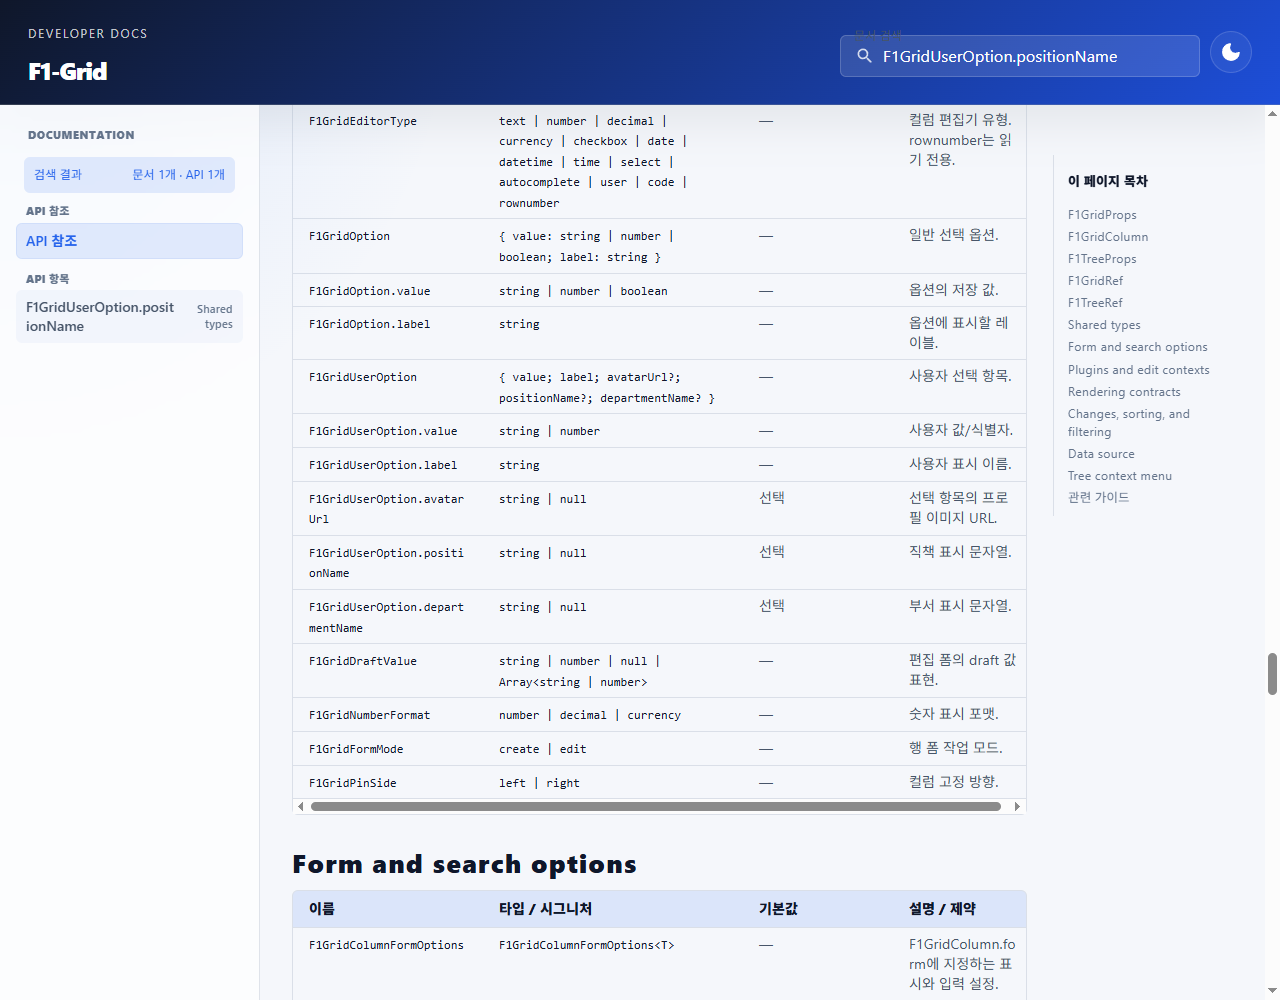 DEVELOPER DOCS
F1-Grid
F1GridUserOption.positionName
DOCUMENTATION
검색 결과
문서 1개 · API 1개
API 참조
API 참조
API 항목
F1GridUserOption.posit
ionName
Shared
types
F1GridEditorType
text | number | decimal |
currency | checkbox | date |
datetime | time | select |
autocomplete | user | code |
rownumber
—
컬럼 편집기 유형.
rownumber는 읽
기 전용.
F1GridOption
{ value: string | number |
boolean; label: string }
—
일반 선택 옵션.
F1GridOption.value
string | number | boolean
—
옵션의 저장 값.
F1GridOption.label
string
—
옵션에 표시할 레
이블.
F1GridUserOption
{ value; label; avatarUrl?;
positionName?; departmentName? }
—
사용자 선택 항목.
F1GridUserOption.value
string | number
—
사용자 값/식별자.
F1GridUserOption.label
string
—
사용자 표시 이름.
F1GridUserOption.avatar
Url
string | null
선택
선택 항목의 프로
필 이미지 URL.
F1GridUserOption.positi
onName
string | null
선택
직책 표시 문자열.
F1GridUserOption.depart
mentName
string | null
선택
부서 표시 문자열.
F1GridDraftValue
string | number | null |
Array<string | number>
—
편집 폼의 draft 값
표현.
F1GridNumberFormat
number | decimal | currency
—
숫자 표시 포맷.
F1GridFormMode
create | edit
—
행 폼 작업 모드.
F1GridPinSide
left | right
—
컬럼 고정 방향.
Form and search options
이름
타입 / 시그니처
기본값
설명 / 제약
F1GridColumnFormOptions
F1GridColumnFormOptions<T>
—
F1GridColumn.fo
rm에 지정하는 표
시와 입력 설정.
이 페이지 목차
F1GridProps
F1GridColumn
F1TreeProps
F1GridRef
F1TreeRef
Shared types
Form and search options
Plugins and edit contexts
Rendering contracts
Changes, sorting, and
filtering
Data source
Tree context menu
관련 가이드